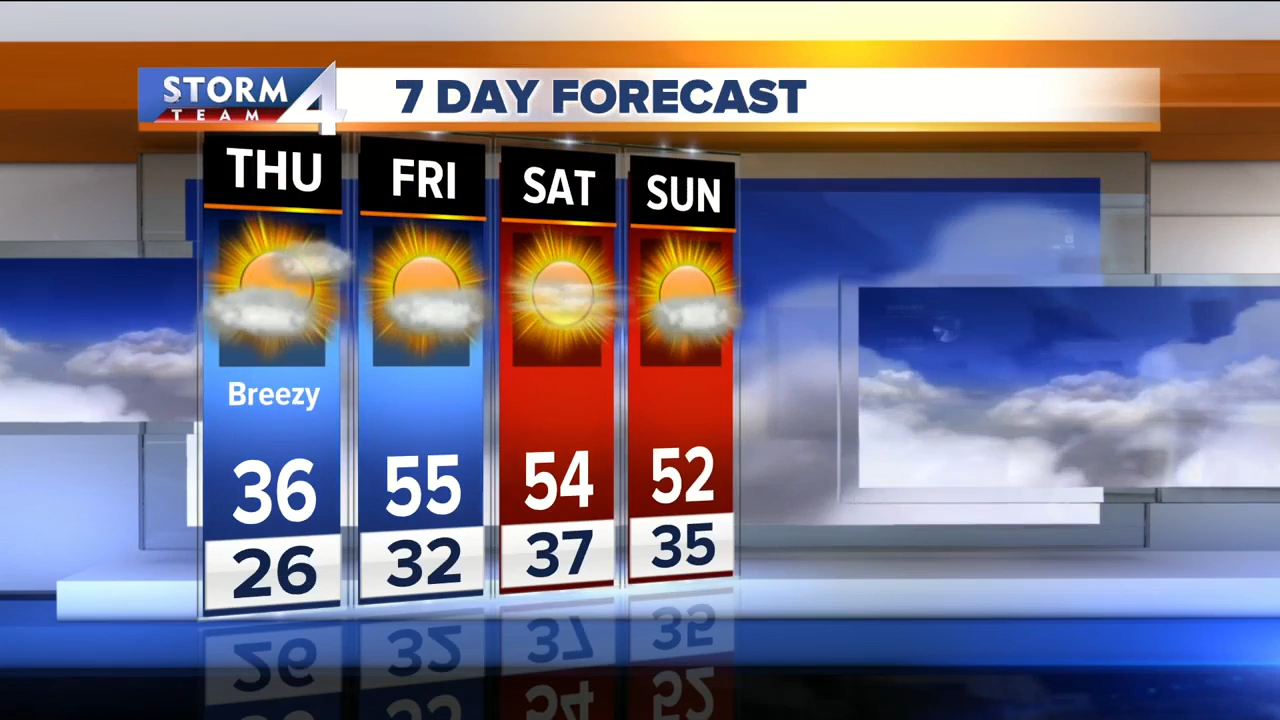 STORM 4
TEAM
7 DAY FORECAST
THU
FRI
SAT
SUN
Breezy
36
55
54
52
26
32
37
35